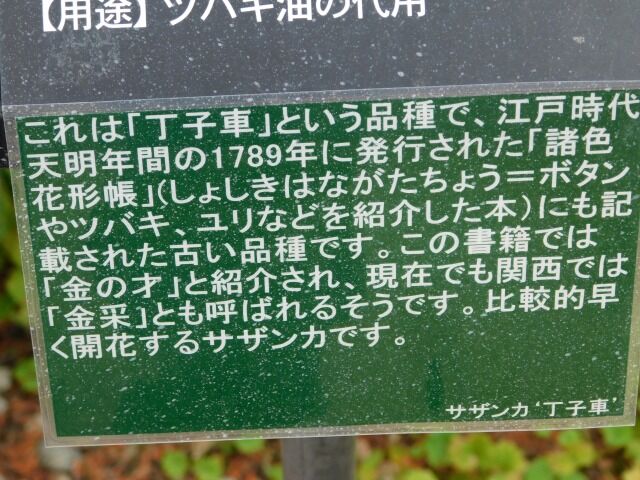 【用途】ツバキ油の代用
これは「丁子車」という品種で、江戸時代
天明年間の1789年に発行された「諸色
花形帳」(しょしきはながたちょう＝ボタン
やツバキ、ユリなどを紹介した本)にも記
載された古い品種です。この書籍では
「金の才」と紹介され、現在でも関西では
「金采」とも呼ばれるそうです。比較的早
く開花するサザンカです。
サザンカ‘丁子車’